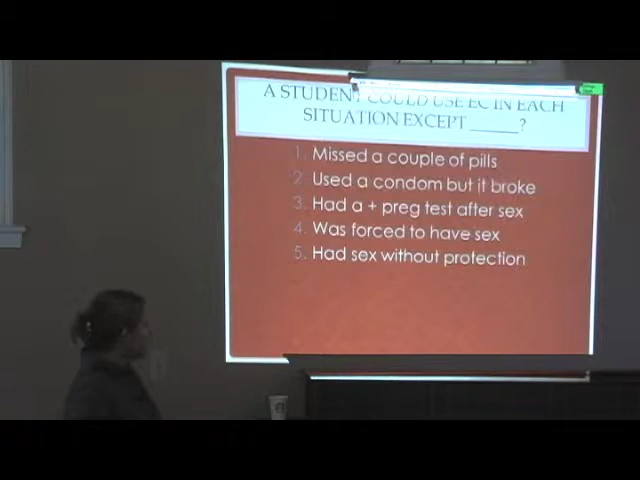 A STUDENT COULD USE EC IN EACH
SITUATION EXCEPT _____?
1. Missed a couple of pills
2. Used a condom but it broke
3. Had a + preg test after sex
4. Was forced to have sex
5. Had sex without protection